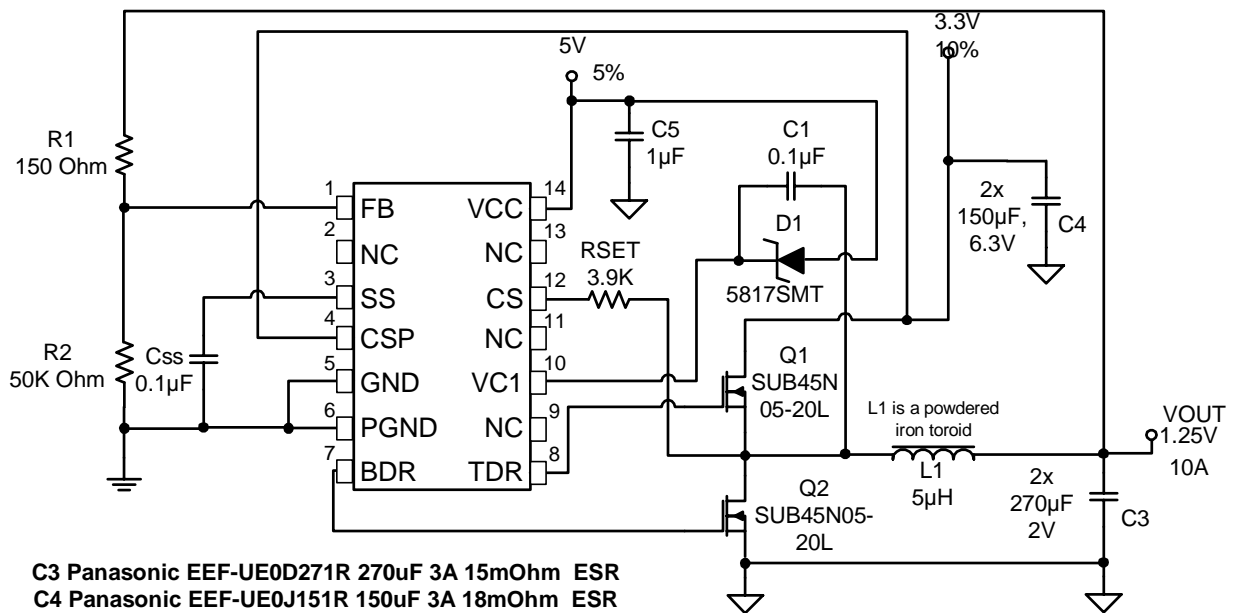 3.3V
10%
5V
5%
R1
150 Ohm
C5
1µF
C1
0.1µF
1
FB
VCC
14
2
NC
NC
13
3
SS
CS
12
4
CSP
NC
11
5
GND
VC1
10
6
PGND
NC
9
7
BDR
TDR
8
RSET
3.9K
D1
5817SMT
2x
150µF,
6.3V
C4
R2
50K Ohm
Css
0.1µF
Q1
SUB45N
05-20L
L1 is a powdered
iron toroid
L1
5µH
VOUT
1.25V
10A
Q2
SUB45N05-
20L
2x
270µF
2V
C3
C3 Panasonic EEF-UE0D271R 270uF 3A 15mOhm ESR
C4 Panasonic EEF-UE0J151R 150uF 3A 18mOhm ESR